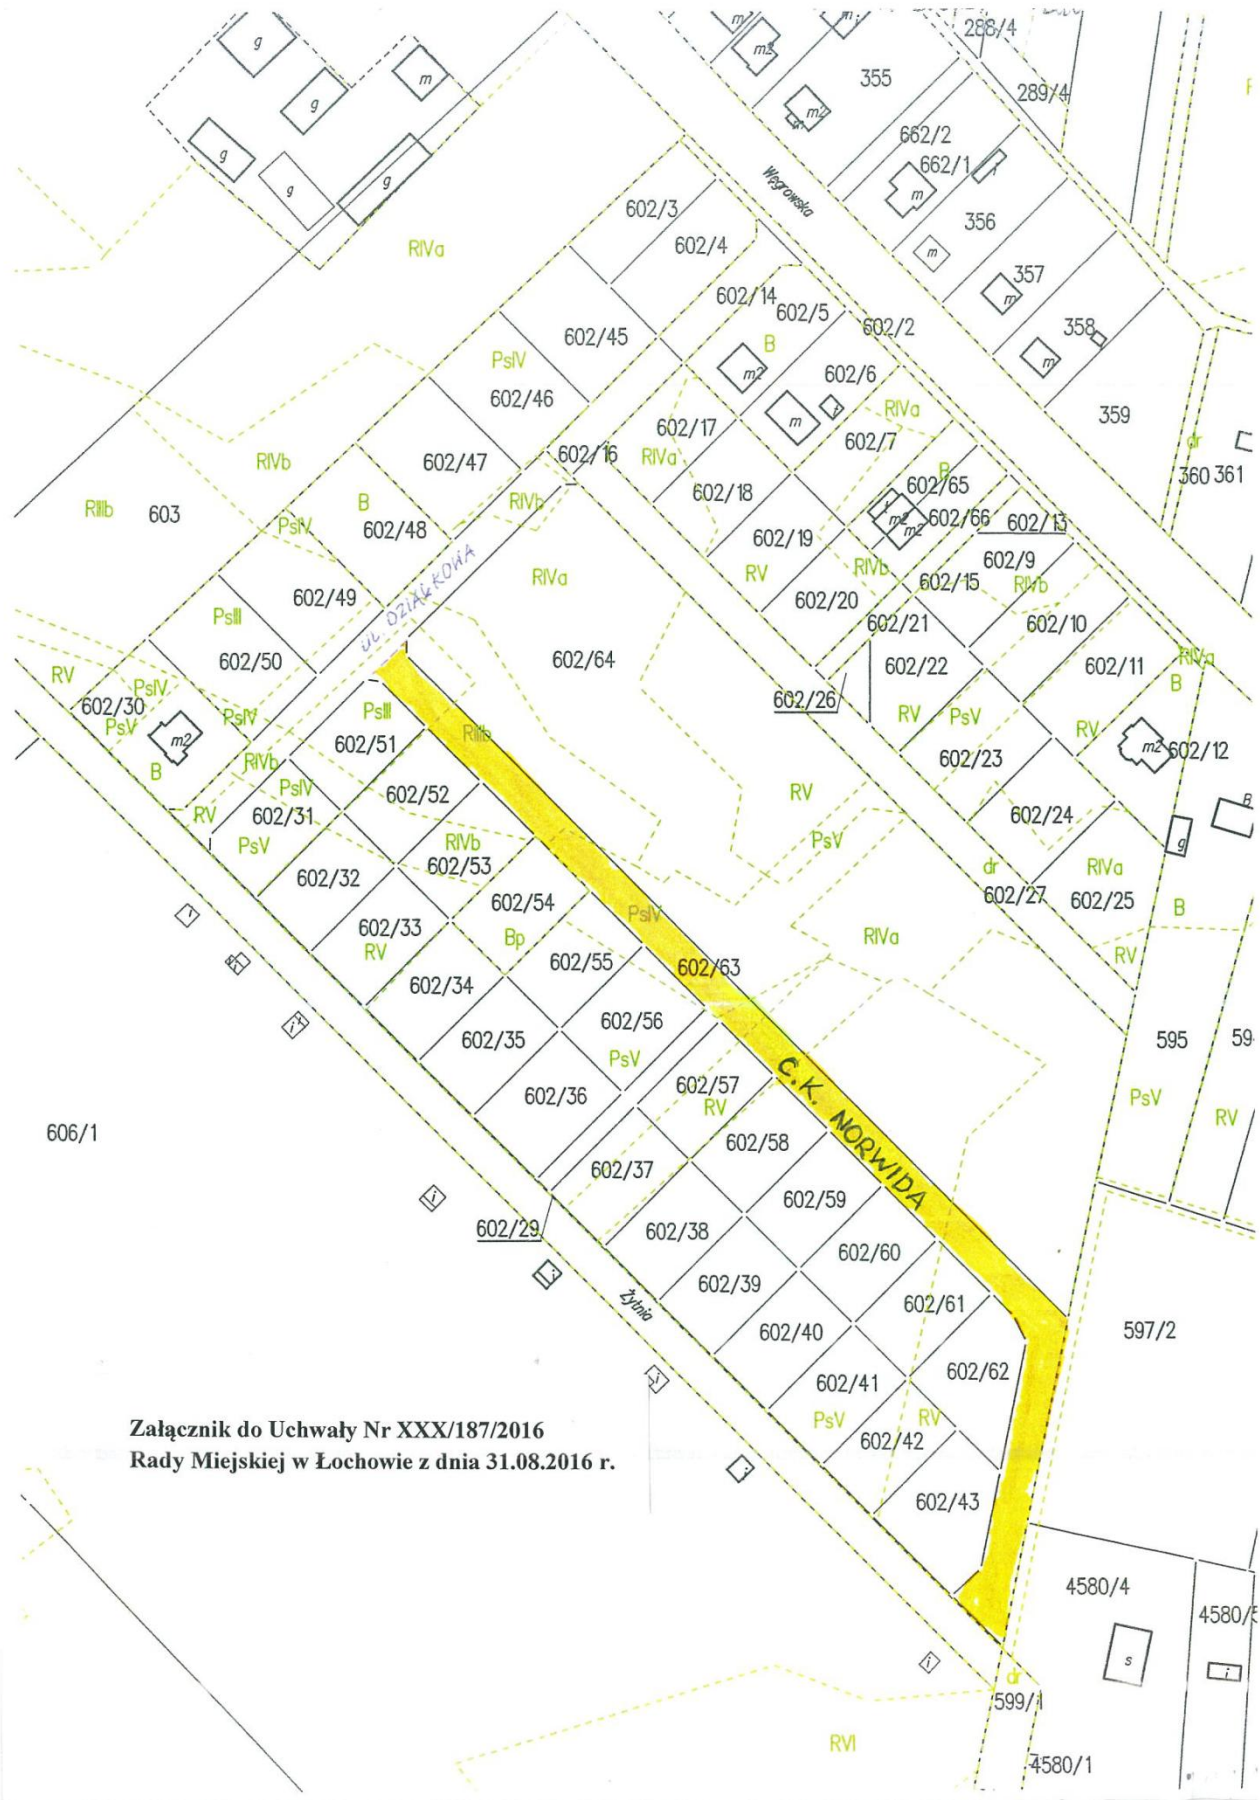 g
m
m2
m
288/4
g
m
355
289/4
g
m2
g
g
662/2
662/1
m
Węgrowska
602/3
356
RIVa
602/4
m
357
m
602/14
602/5
602/2
358
602/45
B
PsIV
m2
602/6
m
602/46
RIVa
359
m
602/17
602/7
dr
602/16
RIVa
RIVb
602/47
B
360
361
602/65
602/18
B
RIVb
RIIIb
603
PsIV
602/48
m2
m2
602/66
602/13
602/19
602/9
RIVb
RV
RIVa
602/15
RIVb
UL. DZIAŁKOWA
602/49
602/20
PsIII
602/21
602/10
602/50
602/64
602/22
602/11
RIVa
RV
B
PsIV
602/30
602/26
PsV
PsIV
PsIII
RV
PsV
m2
602/51
RIIIb
RV
m2
602/12
602/23
B
RIVb
PsIV
602/52
RV
B
RV
602/31
602/24
PsV
RIVb
PsV
g
602/53
dr
RIVa
602/32
602/27
602/25
602/54
PsIV
B
602/33
Bp
RIVa
RV
RV
602/55
602/63
602/34
602/56
602/35
595
59
PsV
C.K. NORWIDA
602/57
602/36
RV
PsV
RV
606/1
602/58
602/37
i
602/59
602/29
602/38
602/60
602/39
i
Żytnia
602/61
602/40
597/2
602/62
i
602/41
PsV
RV
Załącznik do Uchwały Nr XXX/187/2016
602/42
Rady Miejskiej w Łochowie z dnia 31.08.2016 r.
i
602/43
4580/4
4580/5
s
i
i
dr
599/1
RVI
4580/1